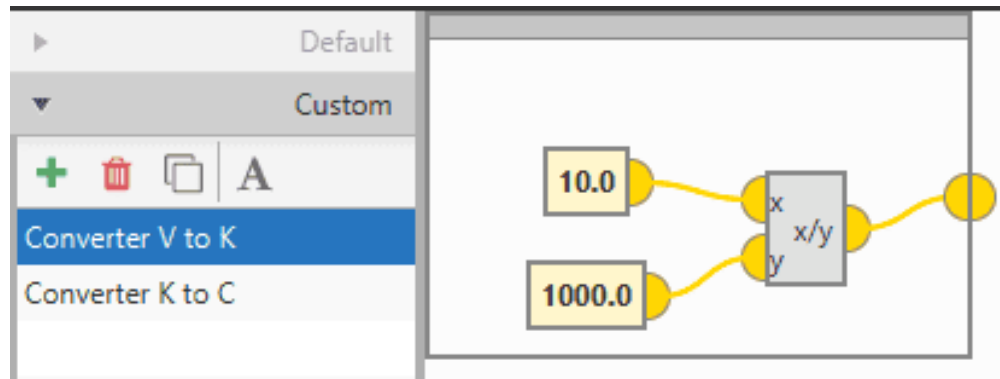 Default
Custom
A
Converter V to K
Converter K to C
10.0
x
x/y
y
1000.0